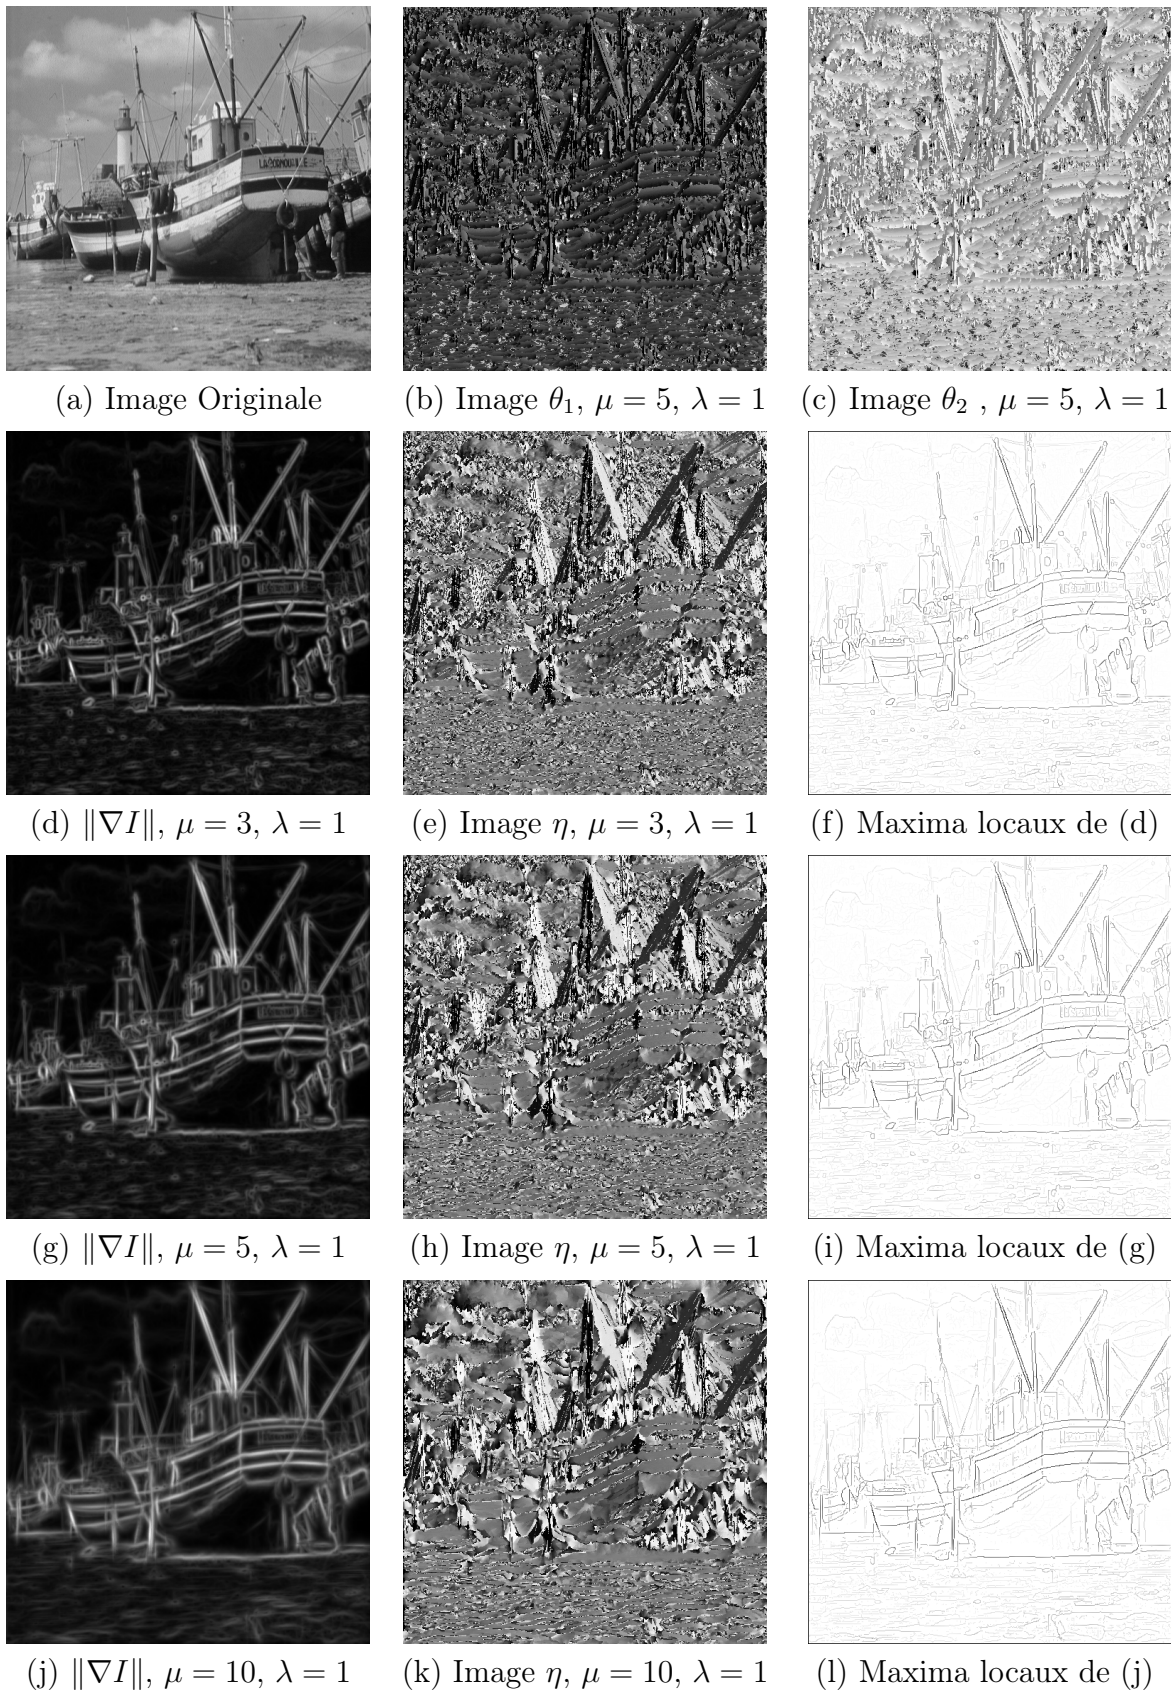 LACORNOUAILLE
(a) Image Originale
(b) Image θ₁, μ = 5, λ = 1
(c) Image θ₂ , μ = 5, λ = 1
(d) ‖∇I‖, μ = 3, λ = 1
(e) Image η, μ = 3, λ = 1
(f) Maxima locaux de (d)
(g) ‖∇I‖, μ = 5, λ = 1
(h) Image η, μ = 5, λ = 1
(i) Maxima locaux de (g)
(j) ‖∇I‖, μ = 10, λ = 1
(k) Image η, μ = 10, λ = 1
(l) Maxima locaux de (j)